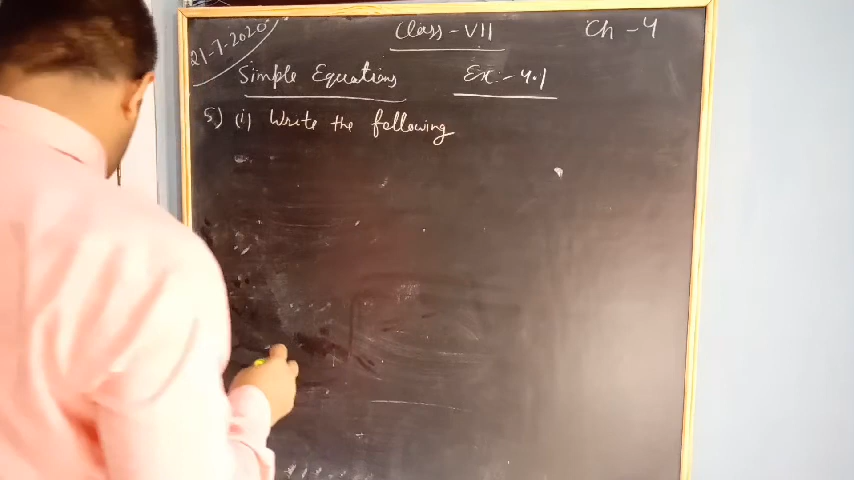 21-7-2020
Class - VII
Ch - 4
Simple Equations
Ex:- 4.1
5) (i) Write the following